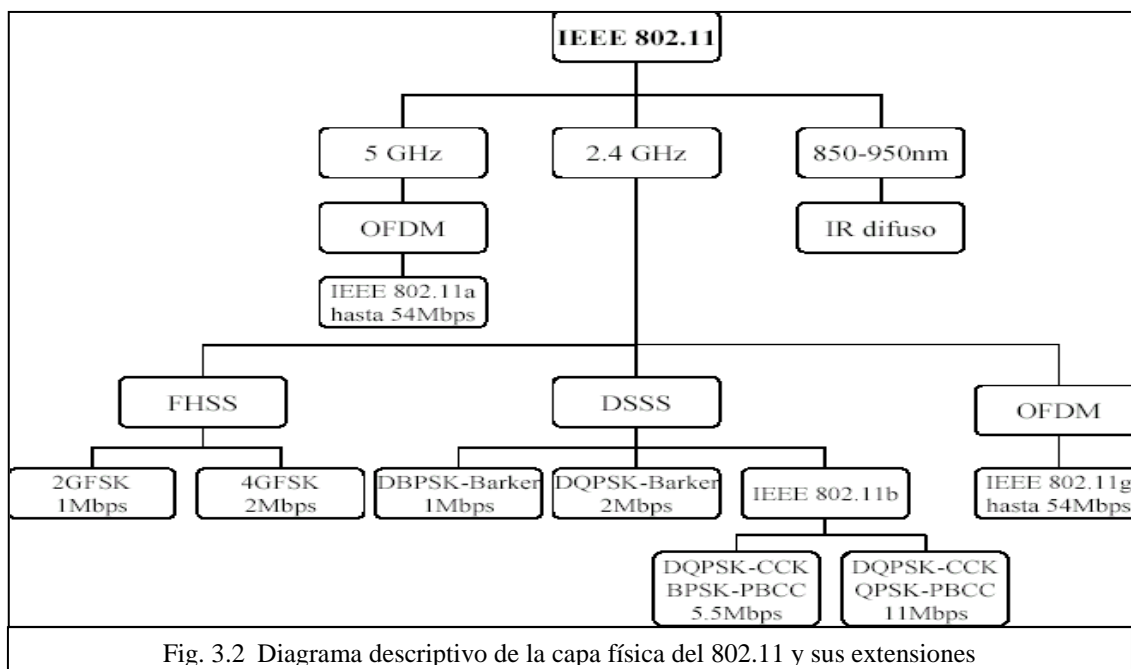 IEEE 802.11
5 GHz
2.4 GHz
850-950nm
OFDM
IR difuso
IEEE 802.11a
hasta 54Mbps
FHSS
DSSS
OFDM
2GFSK
1Mbps
4GFSK
2Mbps
DBPSK-Barker
1Mbps
DQPSK-Barker
2Mbps
IEEE 802.11b
IEEE 802.11g
hasta 54Mbps
DQPSK-CCK
BPSK-PBCC
5.5Mbps
DQPSK-CCK
QPSK-PBCC
11Mbps
Fig. 3.2 Diagrama descriptivo de la capa física del 802.11 y sus extensiones